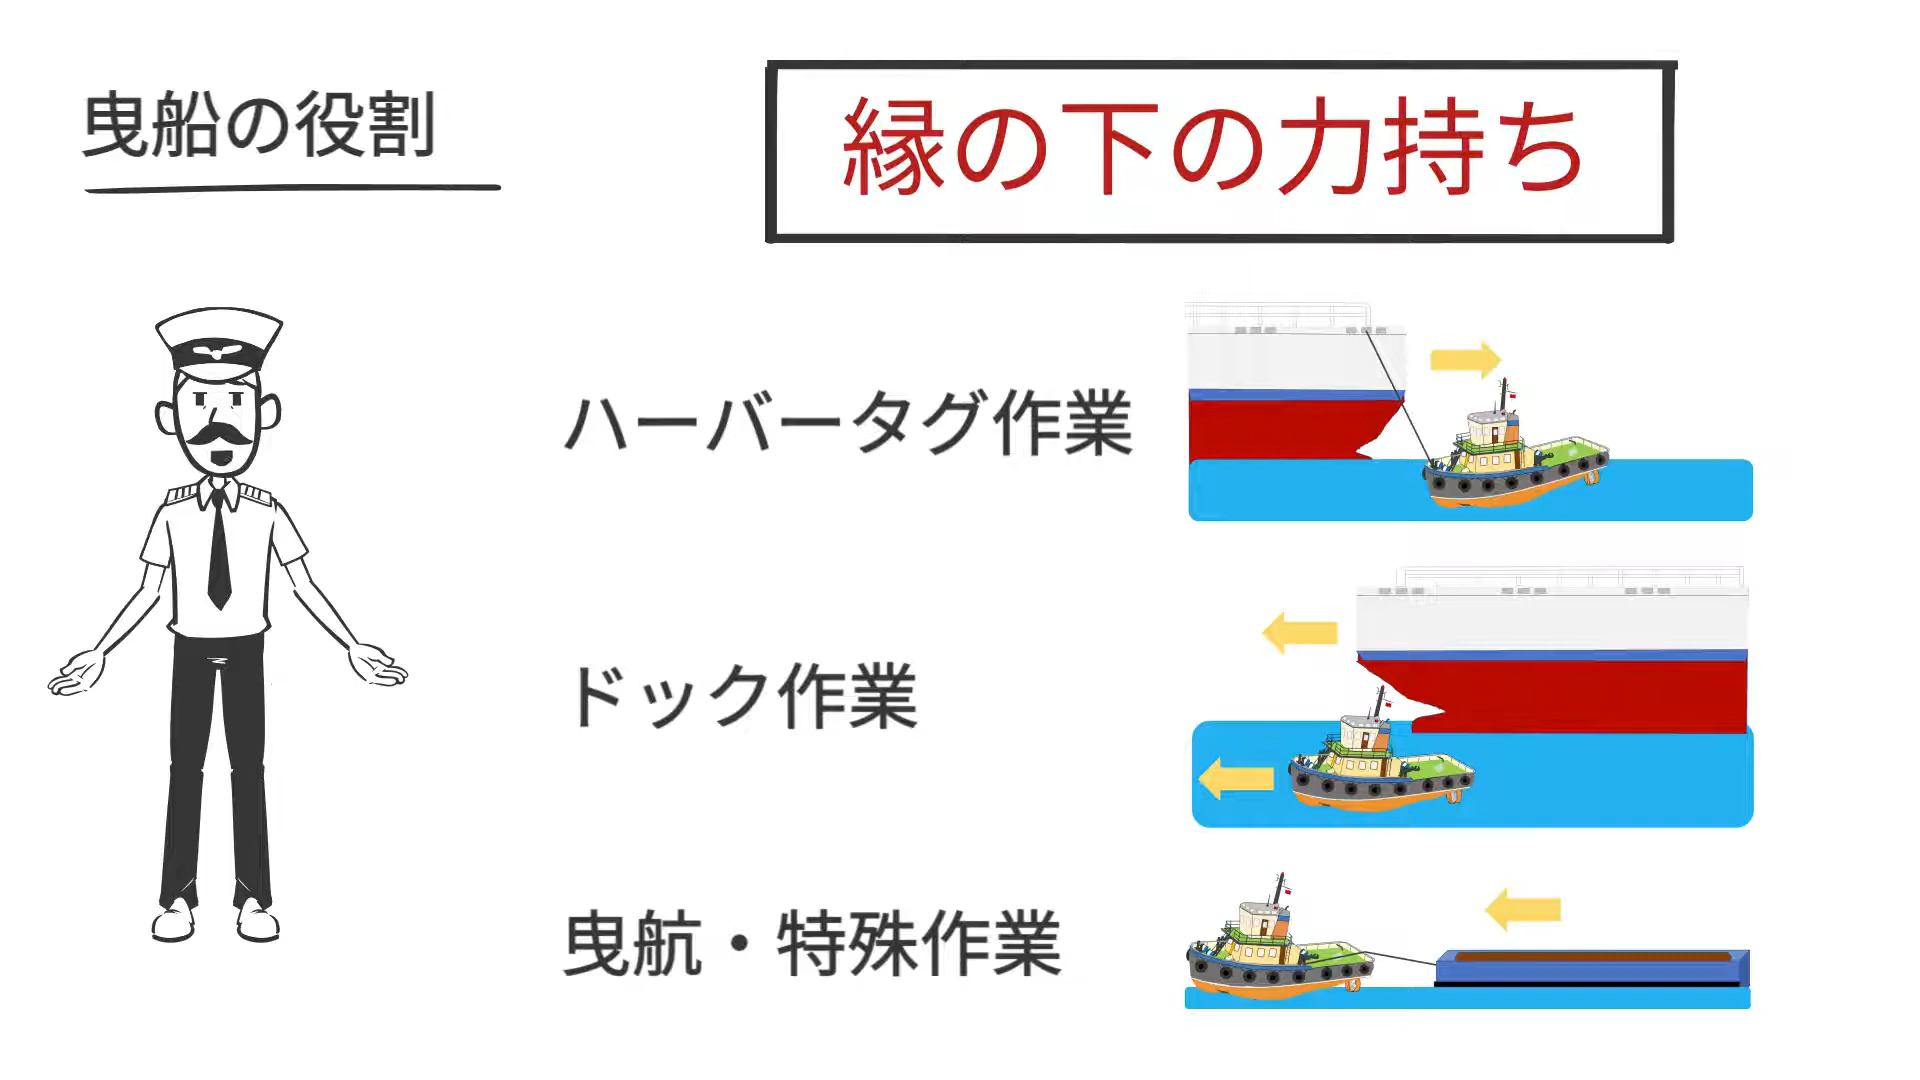 曳船の役割
縁の下の力持ち
ハーバータグ作業
ドック作業
曳航・特殊作業